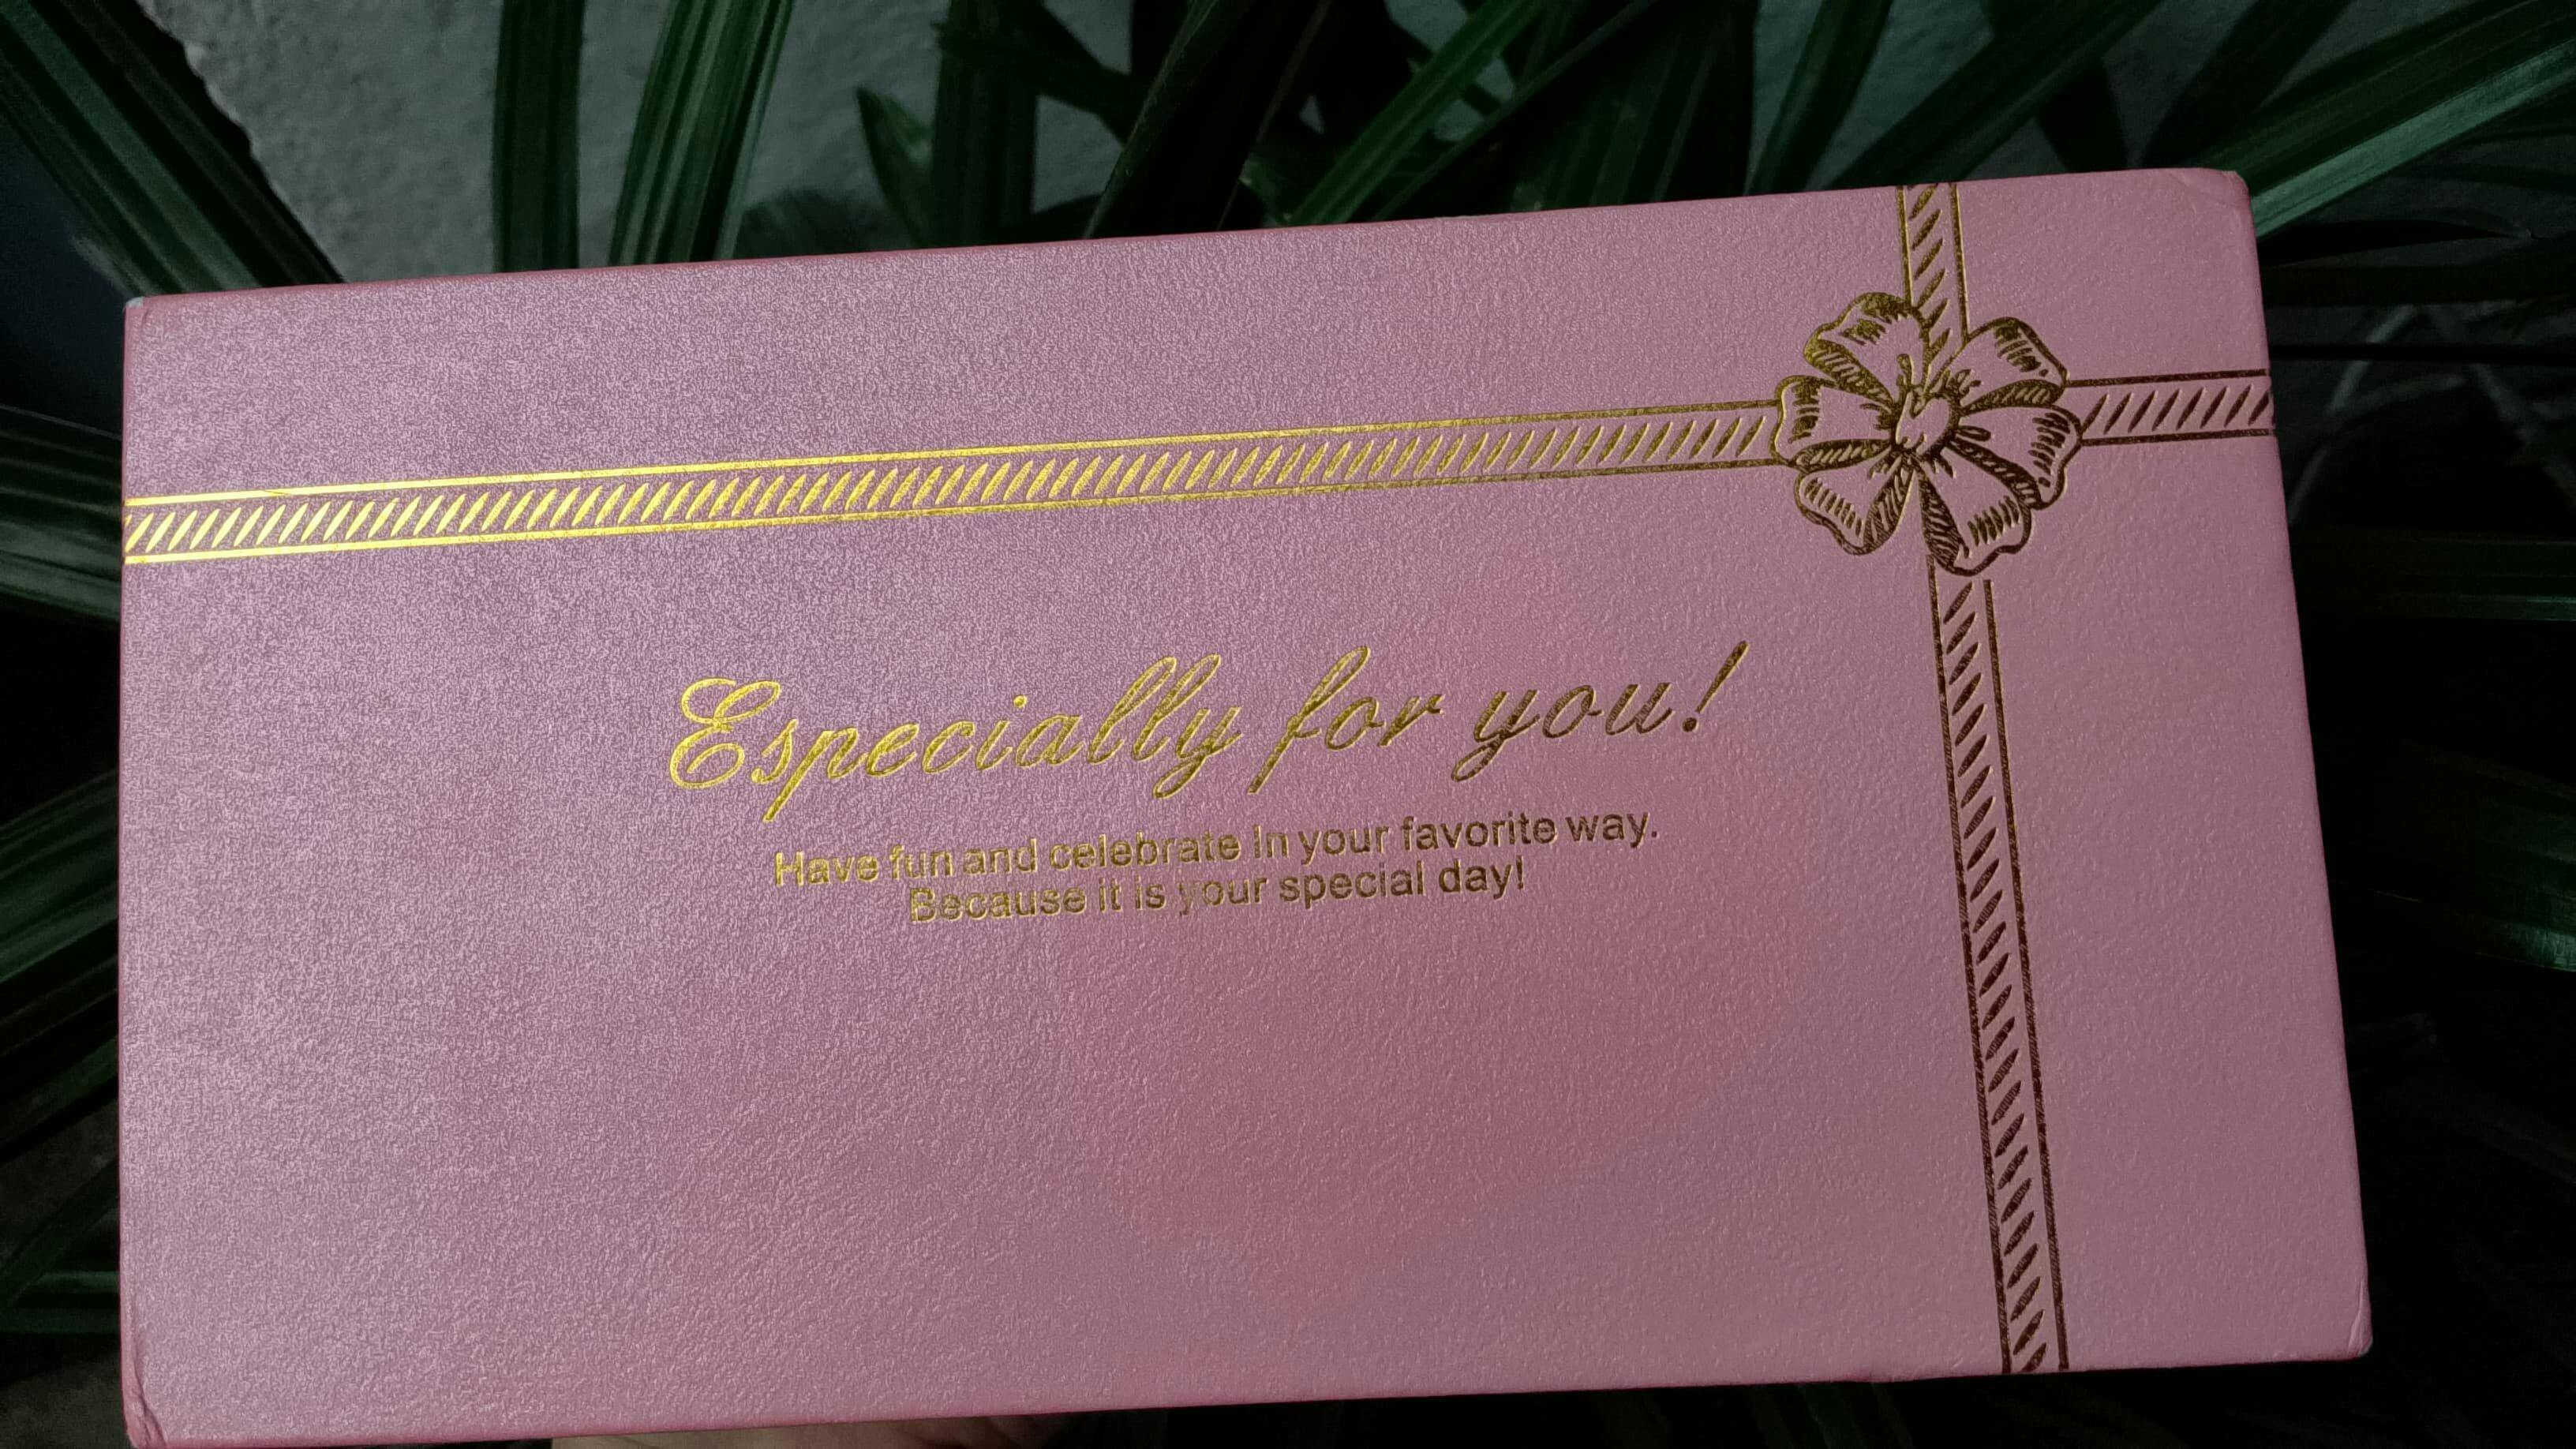 Especially for you!
Have fun and celebrate in your favorite way.
Because it is your special day!